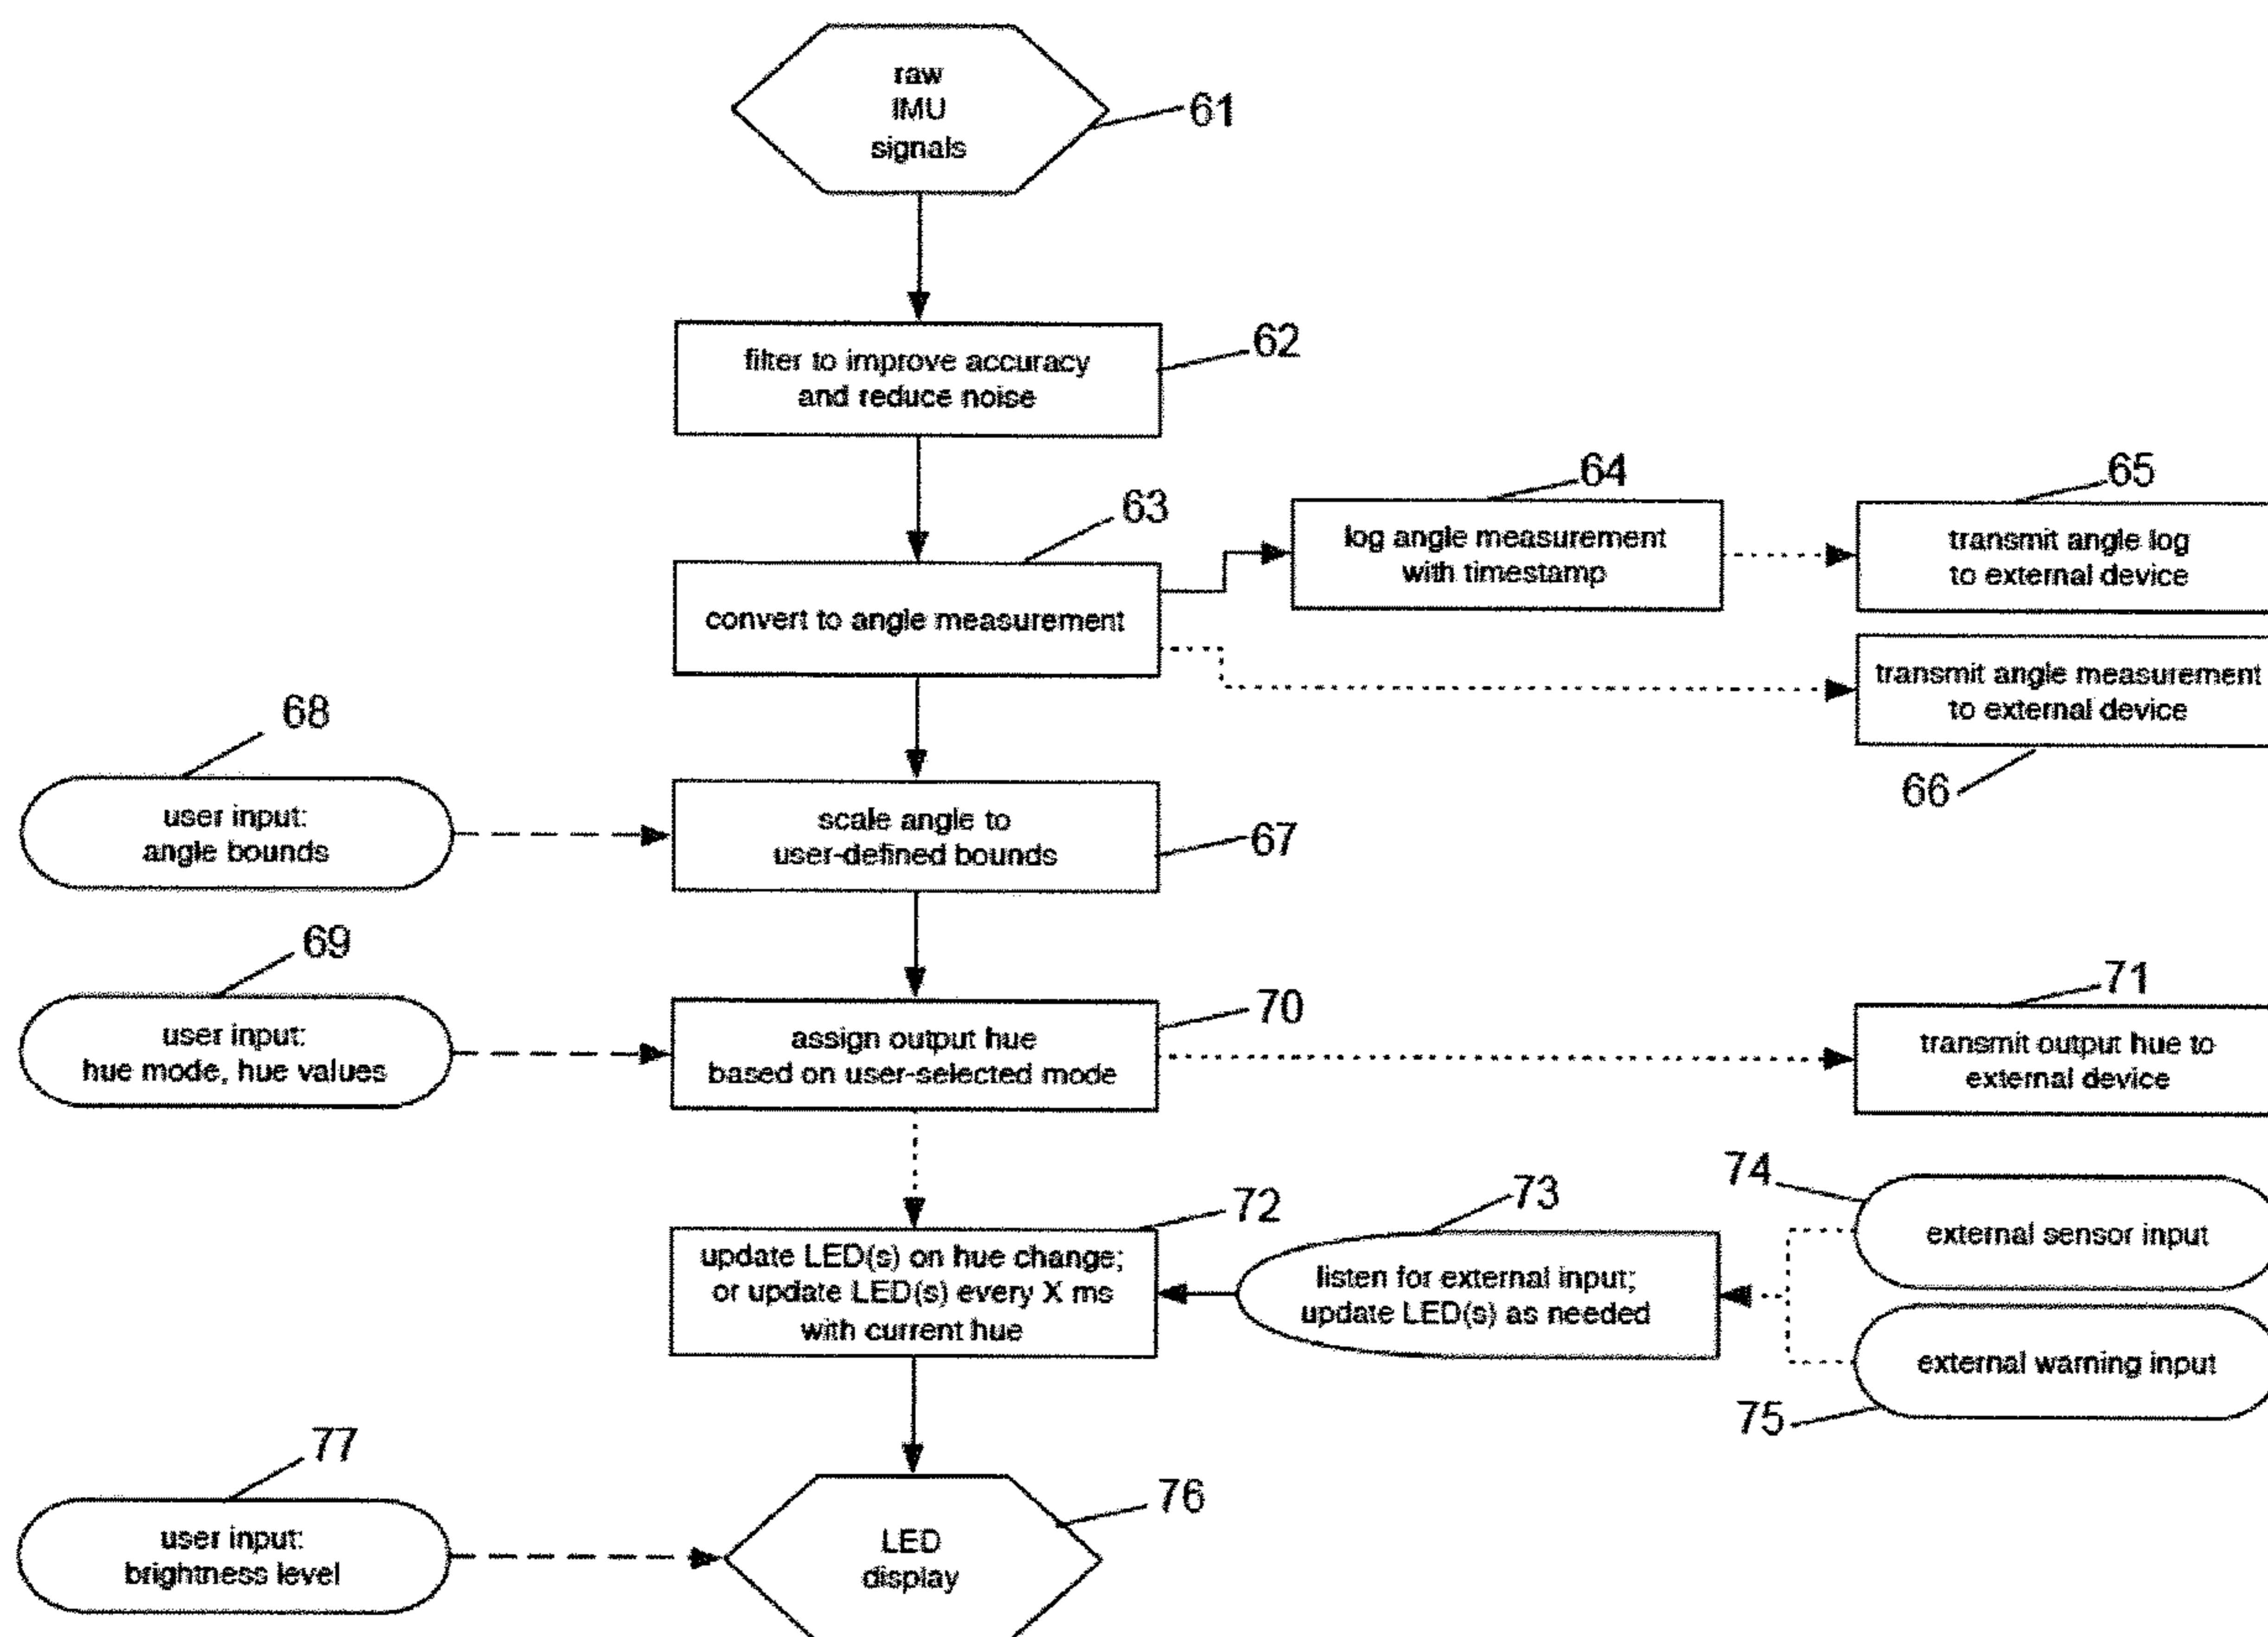 raw
IMU
signals
61
filter to improve accuracy
and reduce noise
62
63
convert to angle measurement
64
log angle measurement
with timestamp
65
transmit angle log
to external device
transmit angle measurement
to external device
66
68
user input:
angle bounds
scale angle to
user-defined bounds
67
69
user input:
hue mode, hue values
assign output hue
based on user-selected mode
70
71
transmit output hue to
external device
72
update LED(s) on hue change;
or update LED(s) every X ms
with current hue
73
listen for external input;
update LED(s) as needed
74
external sensor input
external warning input
75
77
user input:
brightness level
LED
display
76